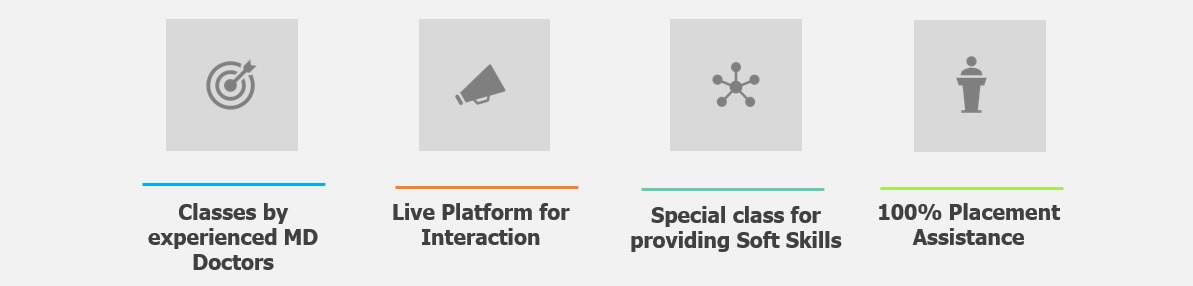 Classes by
experienced MD
Doctors
Live Platform for
Interaction
Special class for
providing Soft Skills
100% Placement
Assistance